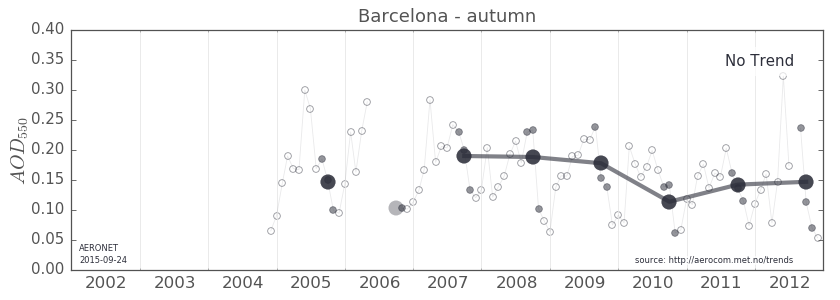 Barcelona - autumn
0.40
0.35
0.30
0.25
0.20
0.15
0.10
0.05
0.00
AOD550
No Trend
AERONET
2015-09-24
source: http://aerocom.met.no/trends
2002 2003 2004 2005 2006 2007 2008 2009 2010 2011 2012